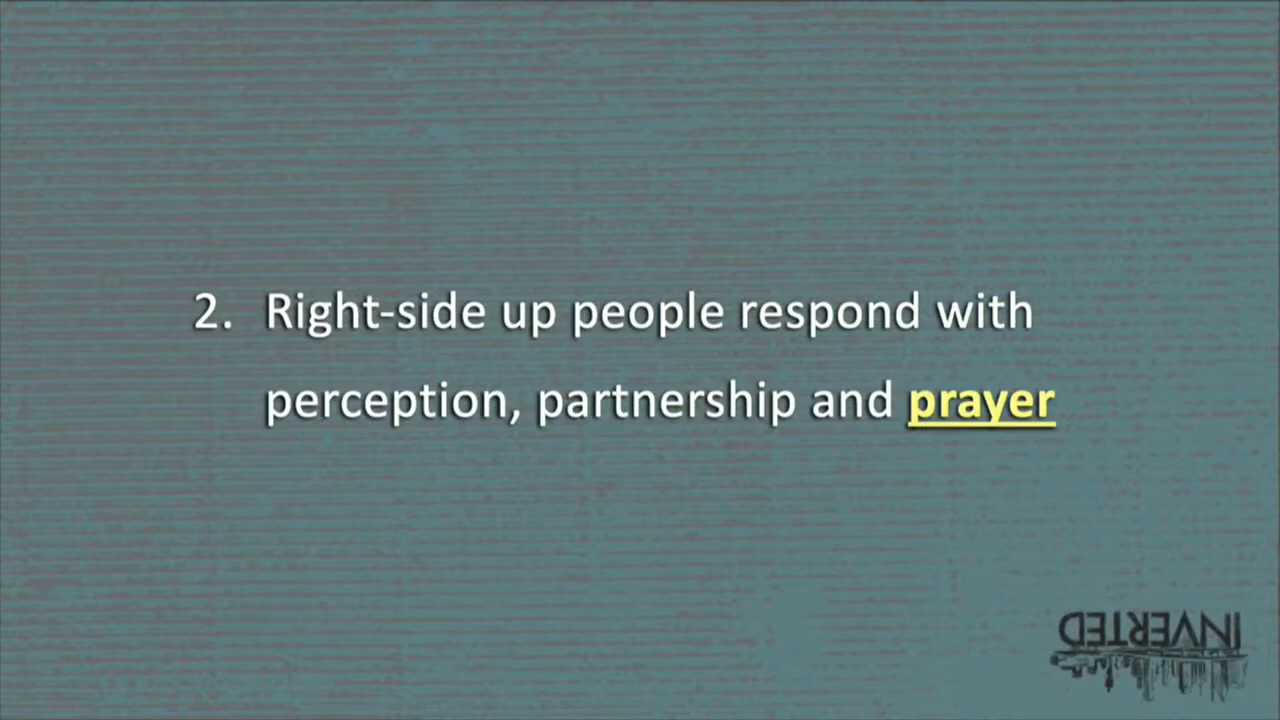 2. Right-side up people respond with
perception, partnership and prayer
INVERTED